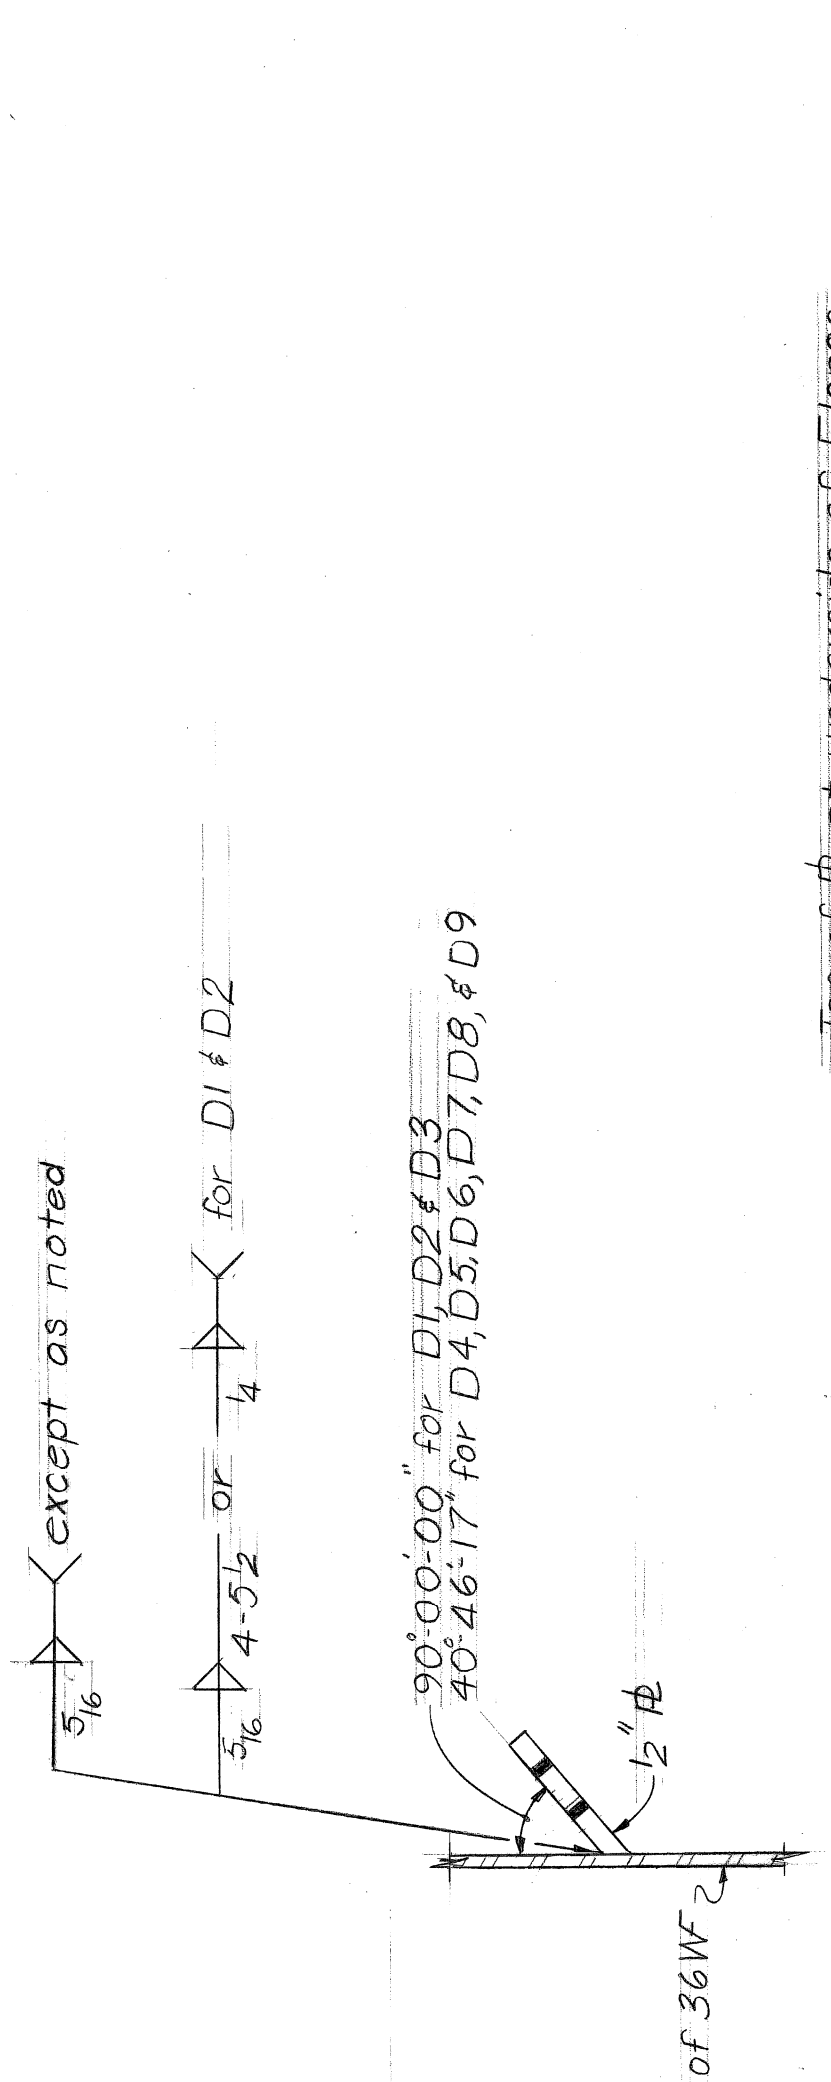 5/16 except as noted
5/16 4-5 1/2 or 1/4 for D1 & D2
90°-00'-00" for D1, D2 & D3
40°-46'-17" for D4, D5, D6, D7, D8, & D9
1/2" ℄
of 36WF